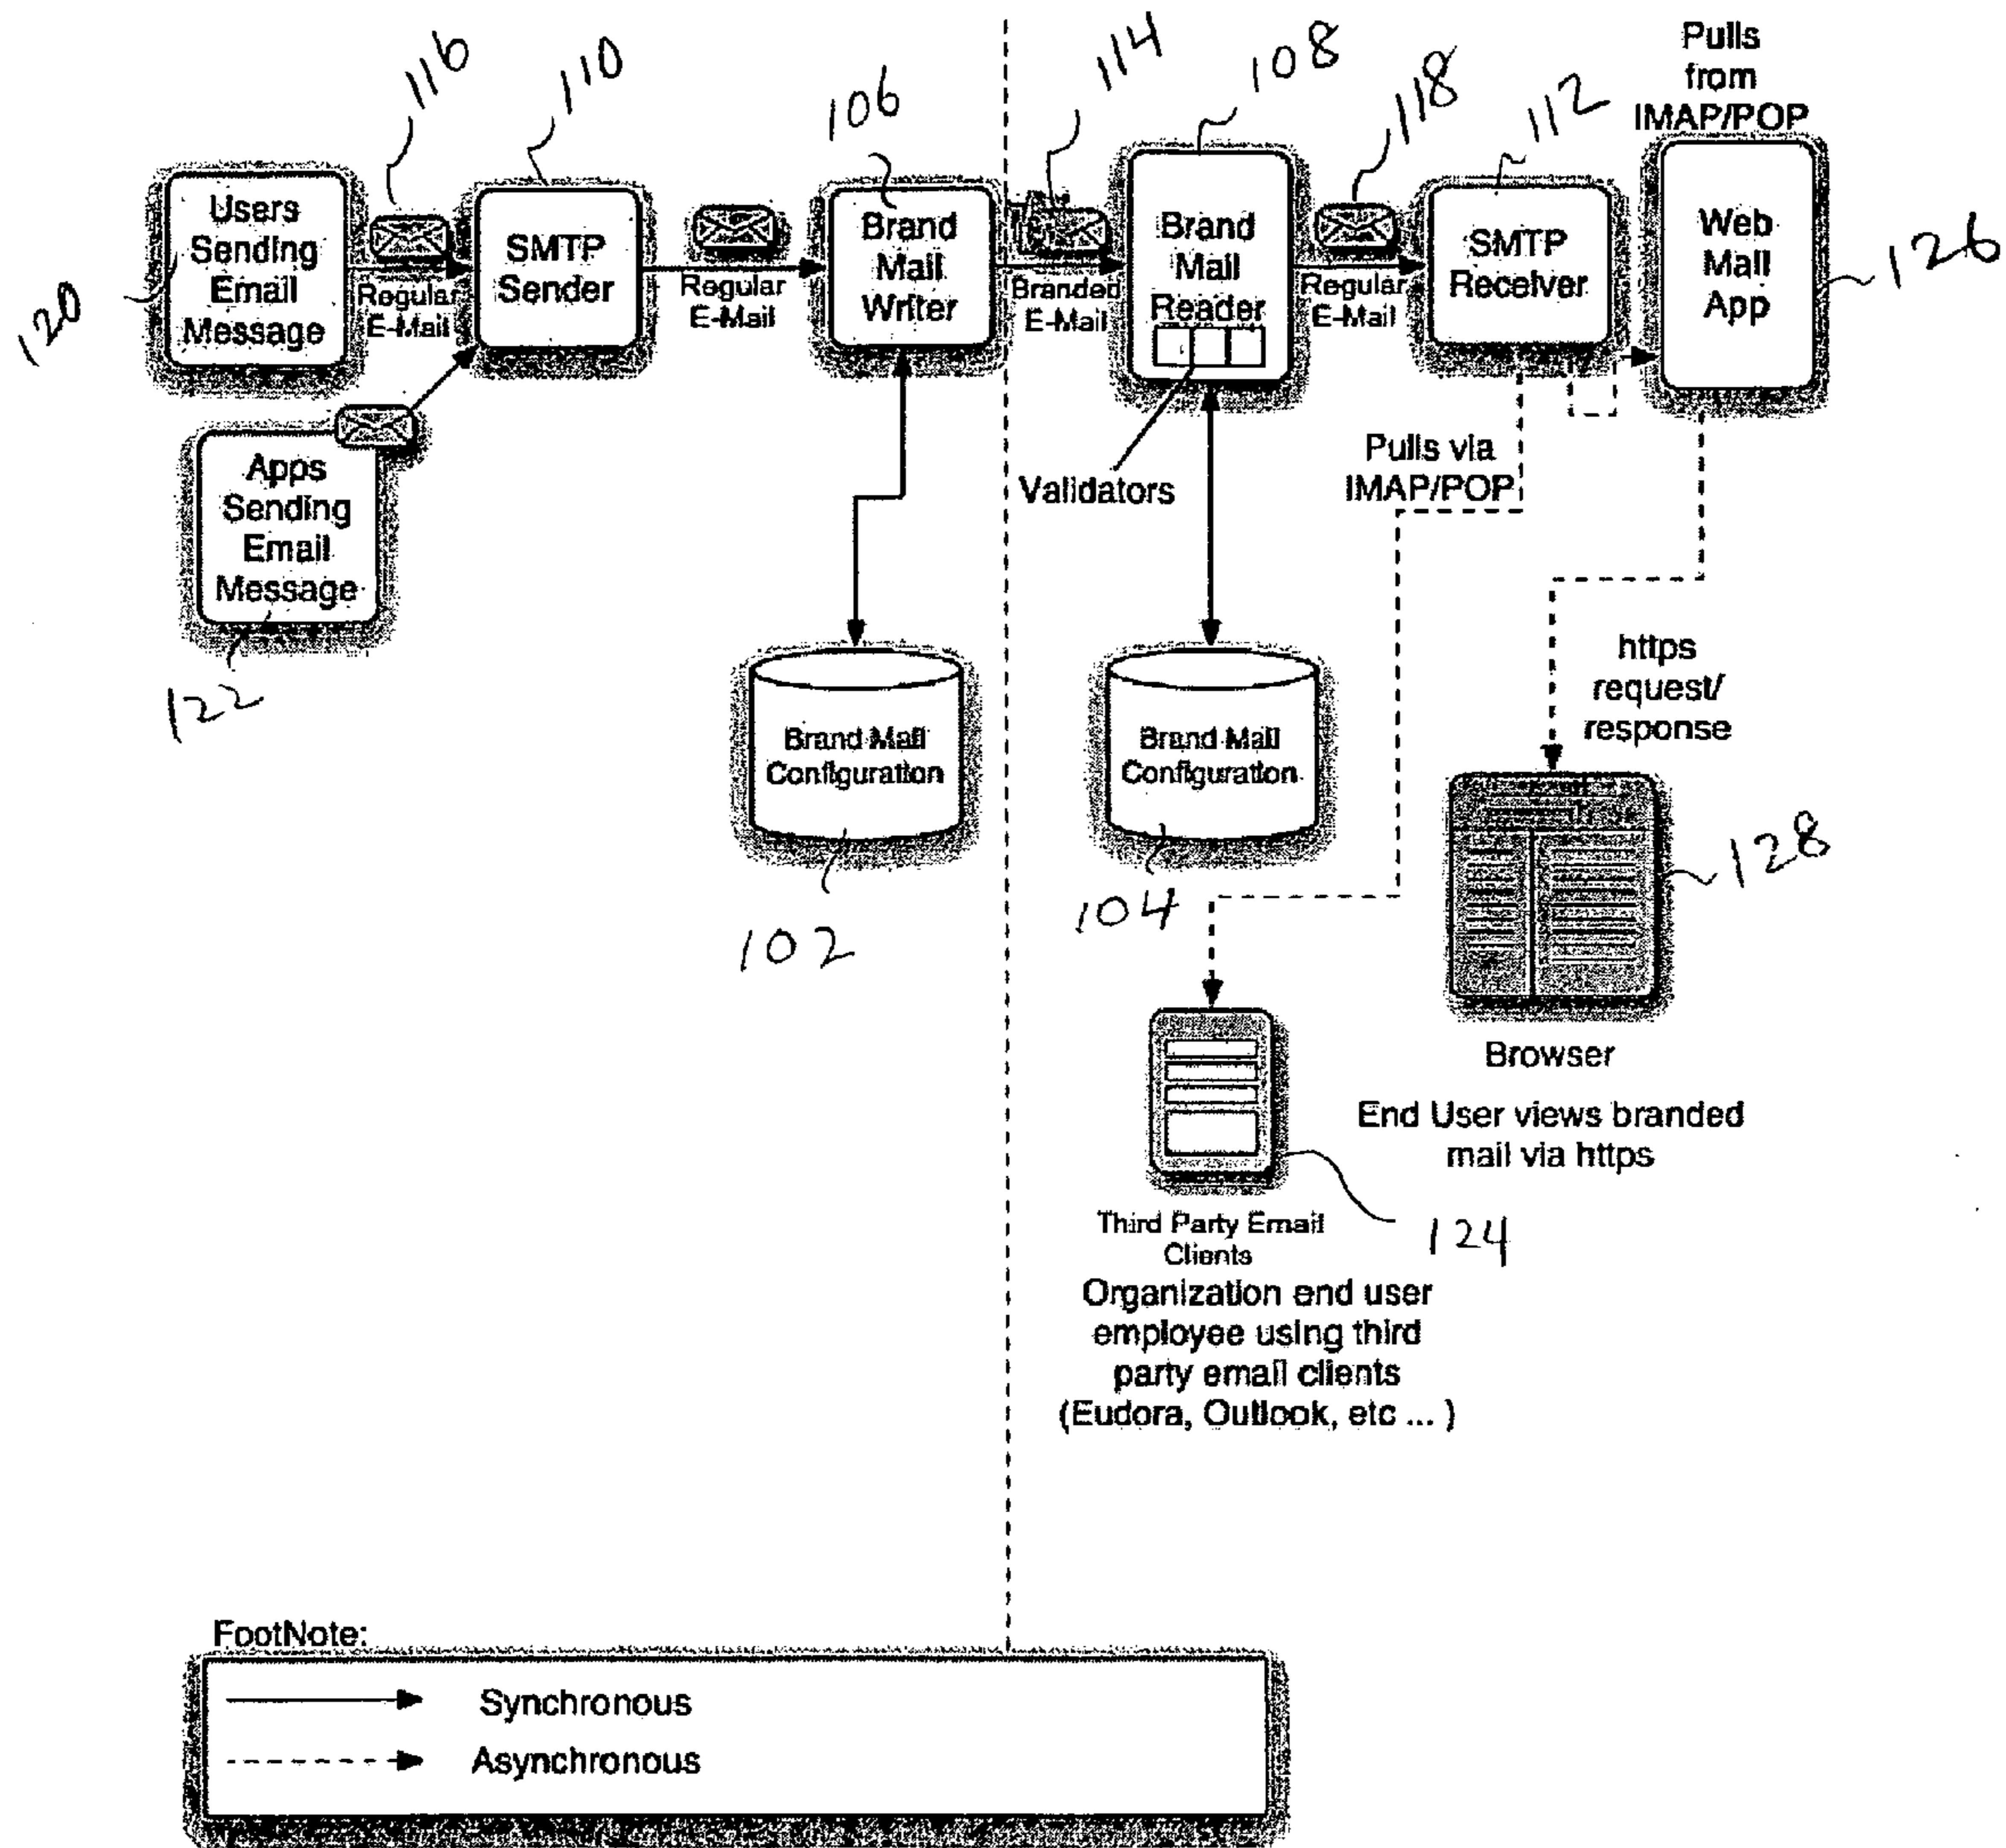 116
110
106
114
108
118
112
Pulls
from
IMAP/POP
Users
Sending
Email
Message
120
Regular
E-Mail
SMTP
Sender
Regular
E-Mail
Brand
Mail
Writer
Branded
E-Mail
Brand
Mail
Reader
Regular
E-Mail
SMTP
Receiver
Web
Mail
App
126
Apps
Sending
Email
Message
122
Validators
Pulls via
IMAP/POP
Brand Mail
Configuration
102
Brand Mail
Configuration
104
https
request/
response
128
Browser
End User views branded
mail via https
124
Third Party Email
Clients
Organization end user
employee using third
party email clients
(Eudora, Outlook, etc ... )
FootNote:
Synchronous
Asynchronous